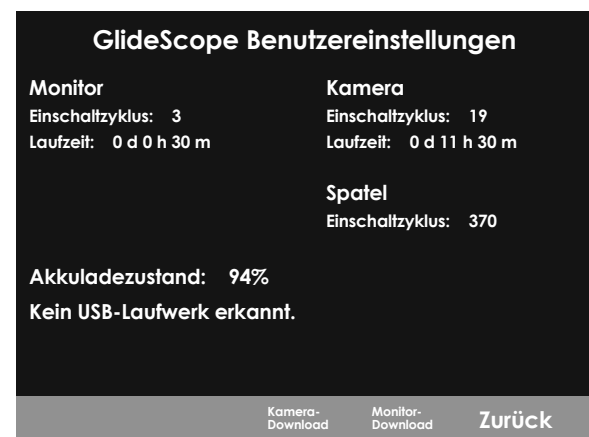 GlideScope Benutzereinstellungen
Monitor
Einschaltzyklus: 3
Laufzeit: 0 d 0 h 30 m
Kamera
Einschaltzyklus: 19
Laufzeit: 0 d 11 h 30 m
Spatel
Einschaltzyklus: 370
Akkuladezustand: 94%
Kein USB-Laufwerk erkannt.
Kamera-
Download
Monitor-
Download
Zurück